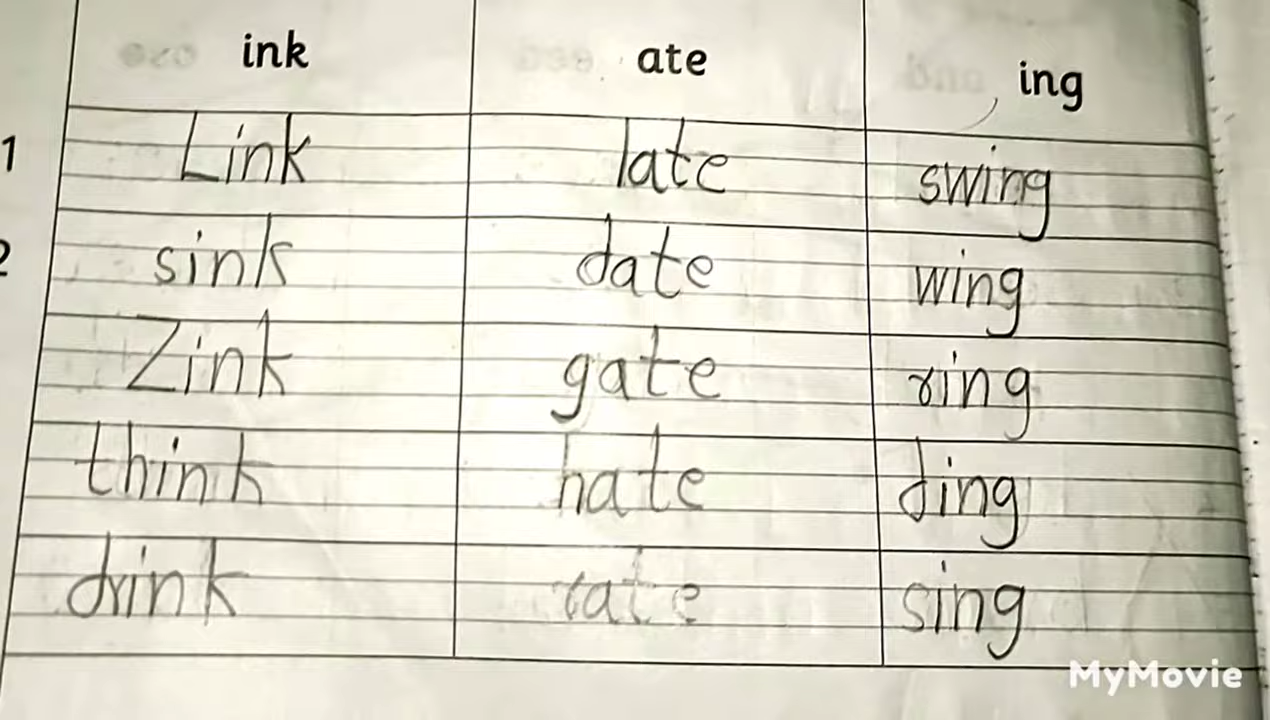 ink ate ing
1 Link late swing
2 sink date wing
Zink gate ring
think hate ding
drink rate sing
MyMovie